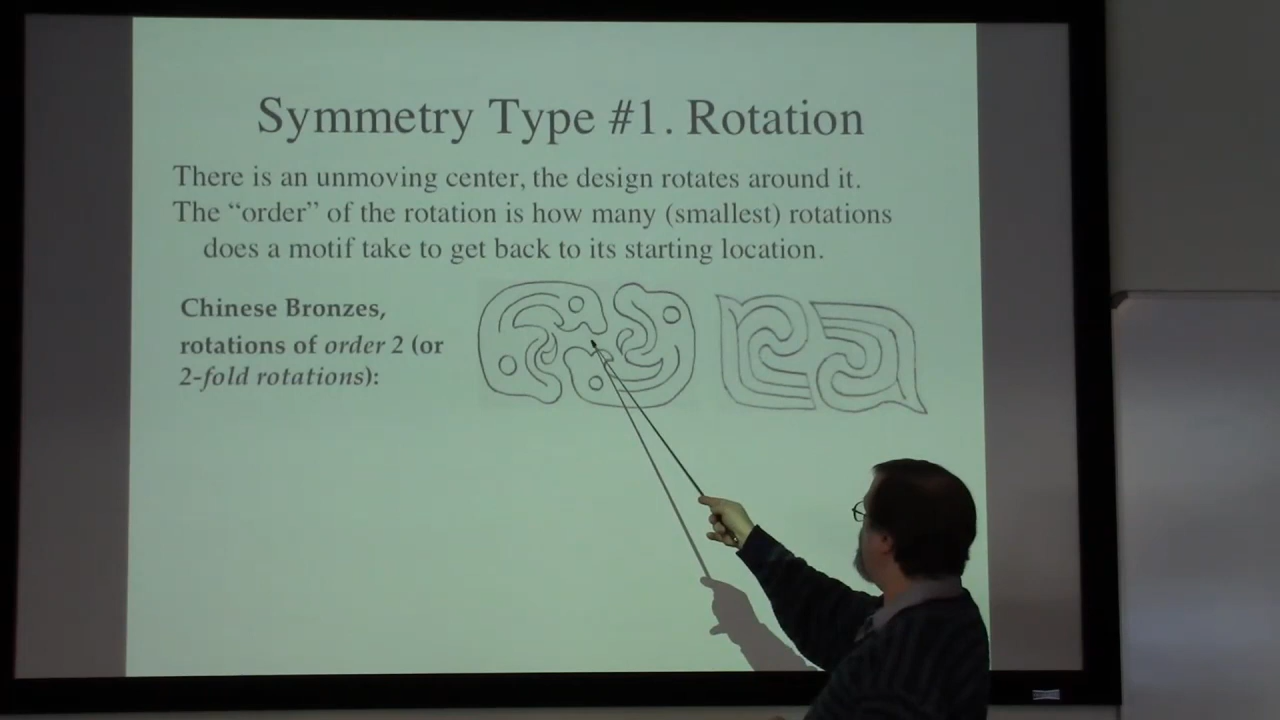 Symmetry Type #1. Rotation
There is an unmoving center, the design rotates around it.
The “order” of the rotation is how many (smallest) rotations
does a motif take to get back to its starting location.
Chinese Bronzes,
rotations of order 2 (or
2-fold rotations):